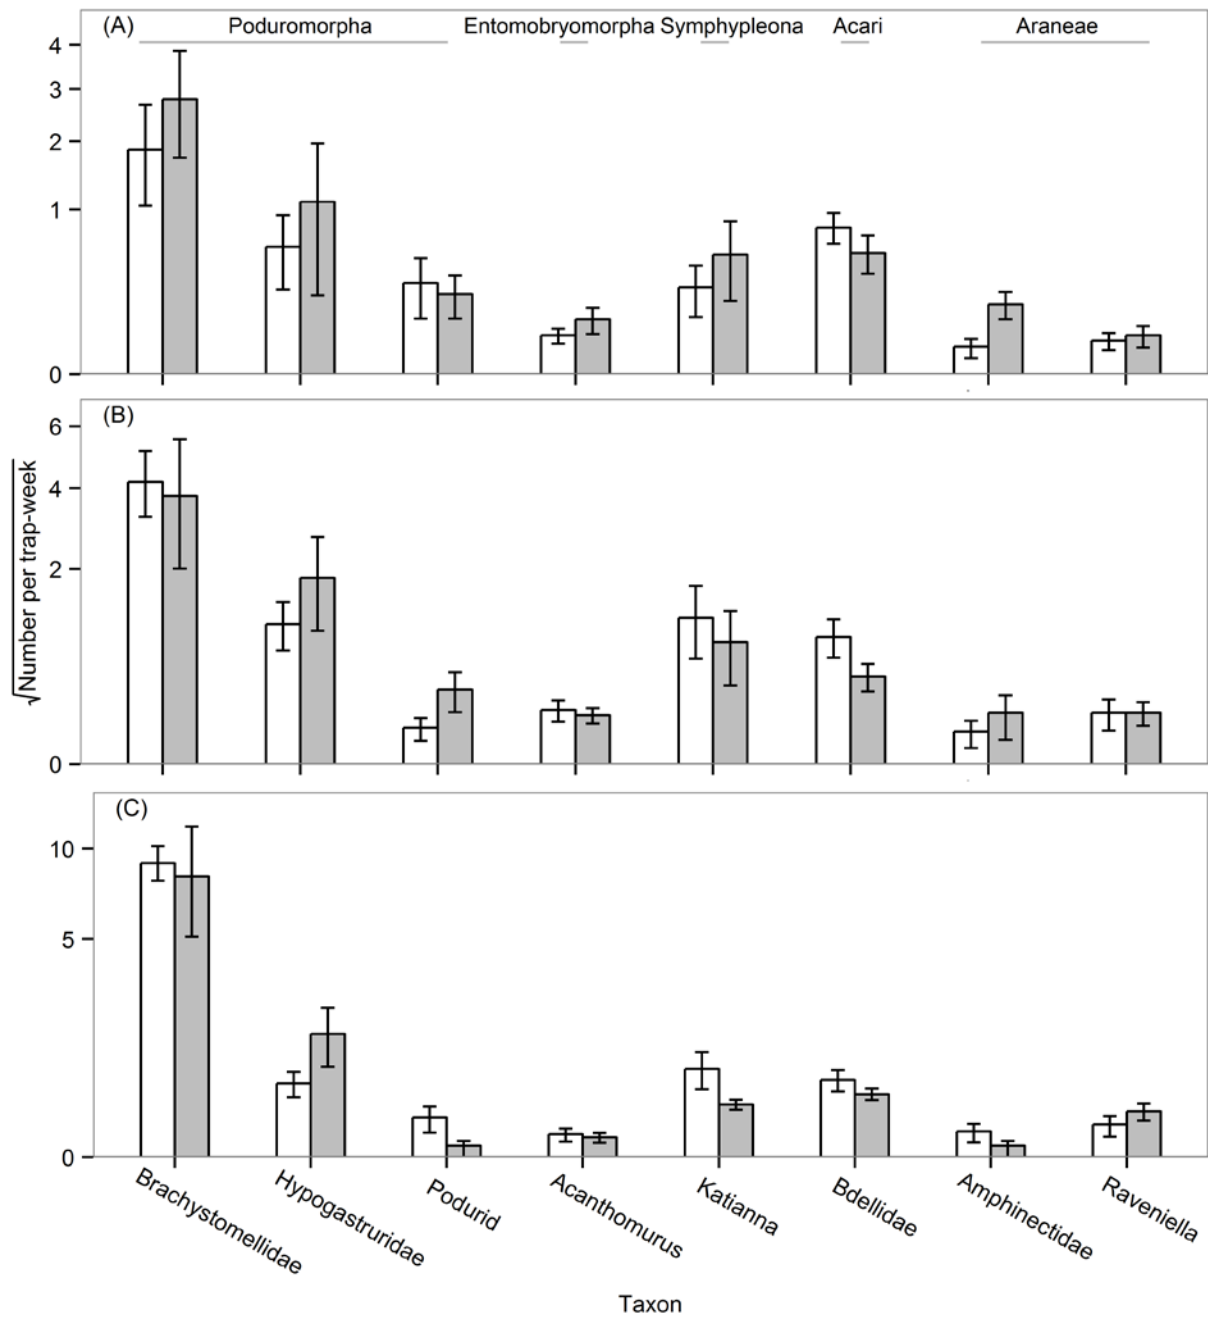 (A) Poduromorpha Entomobryomorpha Symphypleona Acari Araneae
4
3
2
1
0
(B)
6
4
2
0
√Number per trap-week
(C)
10
5
0
Brachystomellidae
Hypogastruridae
Podurid
Acanthomurus
Katianna
Bdellidae
Amphinectidae
Raveniella
Taxon